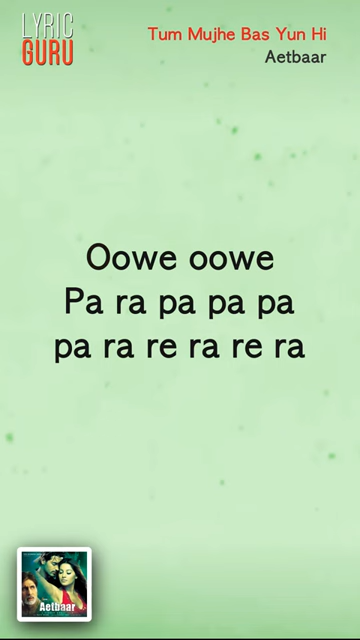 LYRIC
GURU
Tum Mujhe Bas Yun Hi
Aetbaar
Oowe oowe
Pa ra pa pa pa
pa ra re ra re ra
Aetbaar